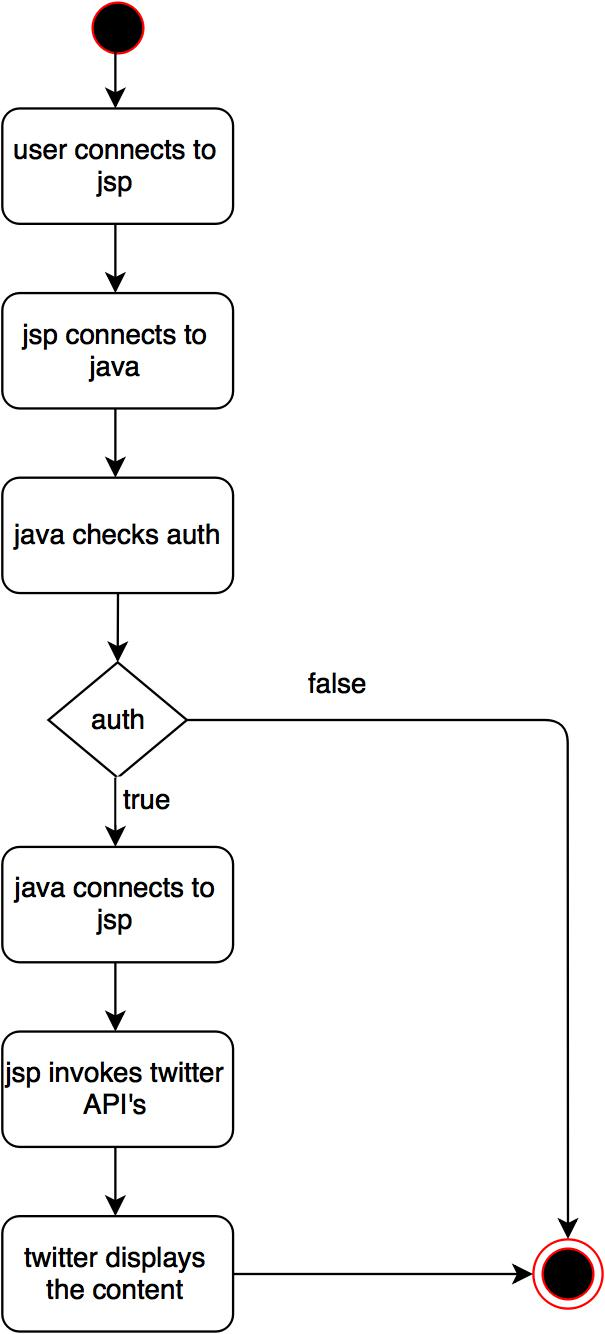 user connects to
jsp
jsp connects to
java
java checks auth
auth
false
true
java connects to
jsp
jsp invokes twitter
API's
twitter displays
the content